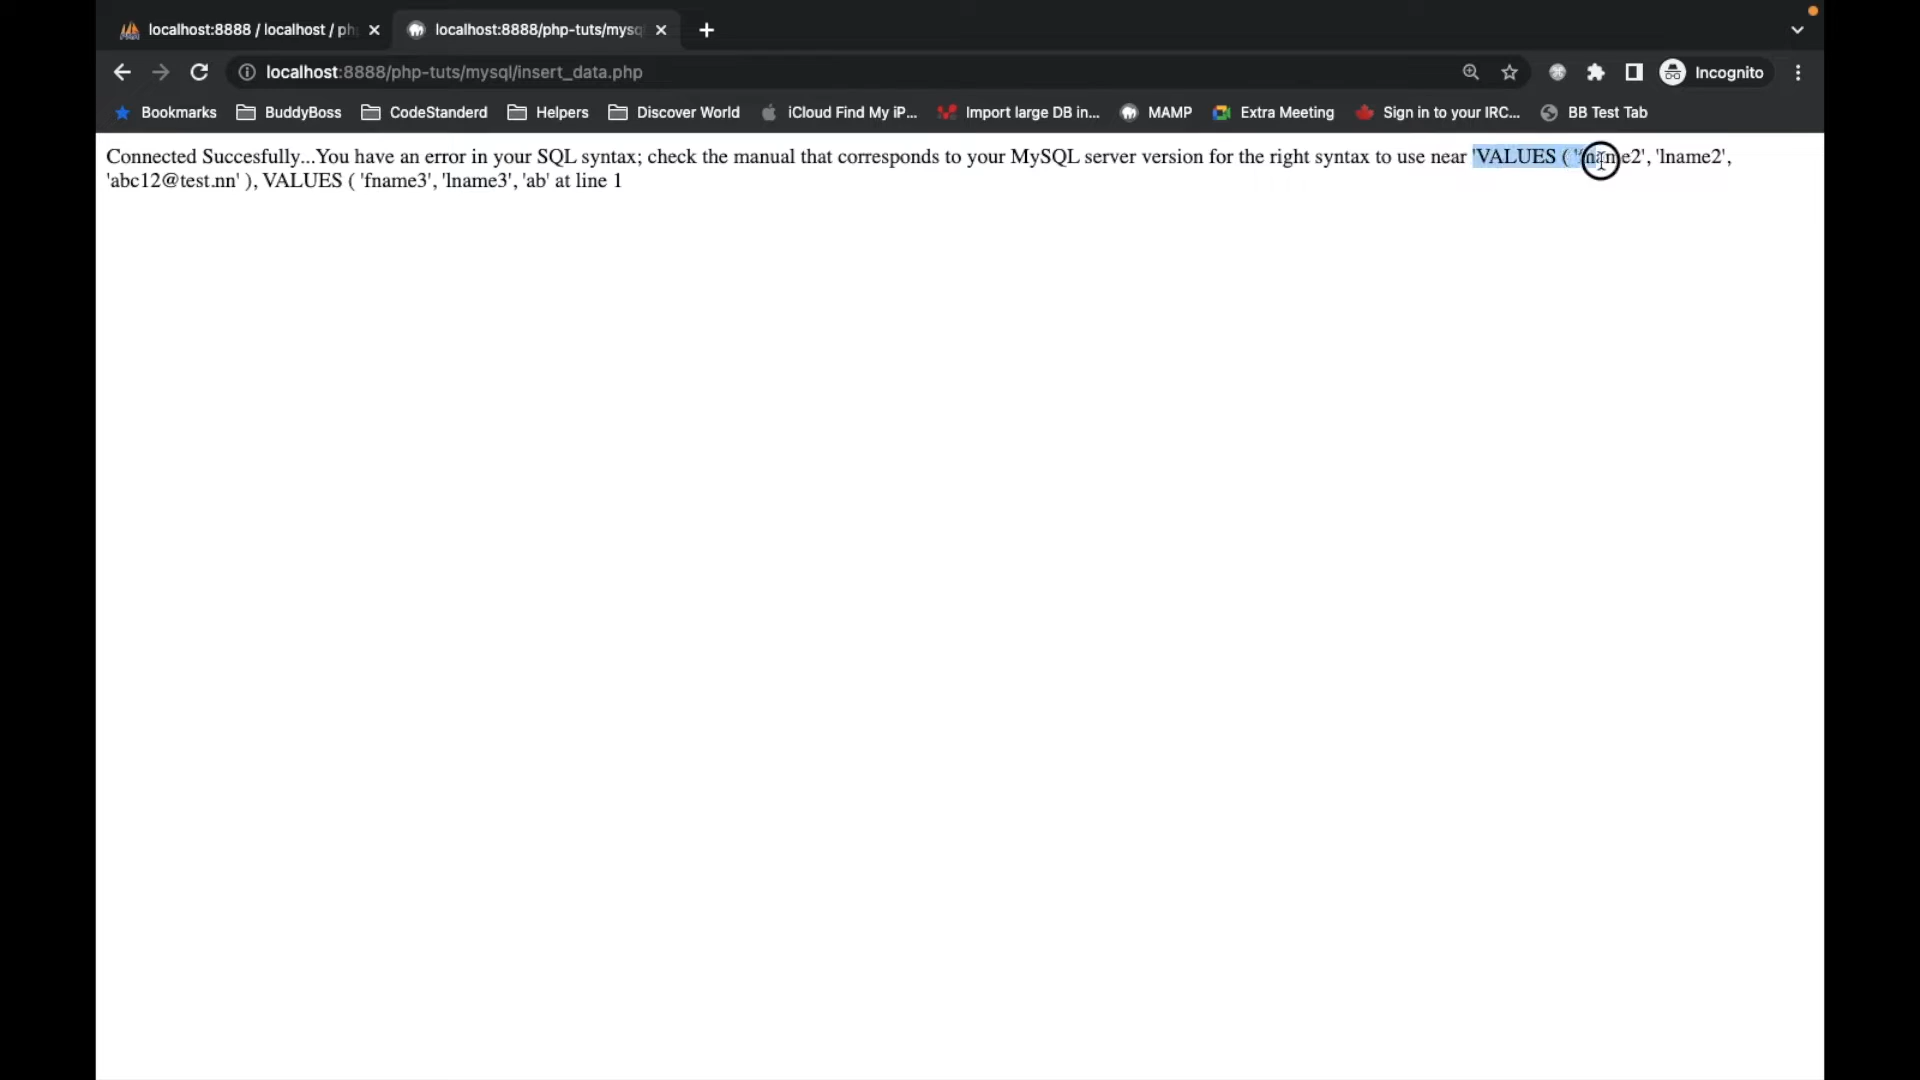 localhost:8888 / localhost / ph
localhost:8888/php-tuts/mysq
localhost:8888/php-tuts/mysql/insert_data.php
Incognito
Bookmarks
BuddyBoss
CodeStanderd
Helpers
Discover World
iCloud Find My iP...
Import large DB in...
MAMP
Extra Meeting
Sign in to your IRC...
BB Test Tab
Connected Succesfully...You have an error in your SQL syntax; check the manual that corresponds to your MySQL server version for the right syntax to use near 'VALUES ( 'fname2', 'lname2',
'abc12@test.nn' ), VALUES ( 'fname3', 'lname3', 'ab' at line 1